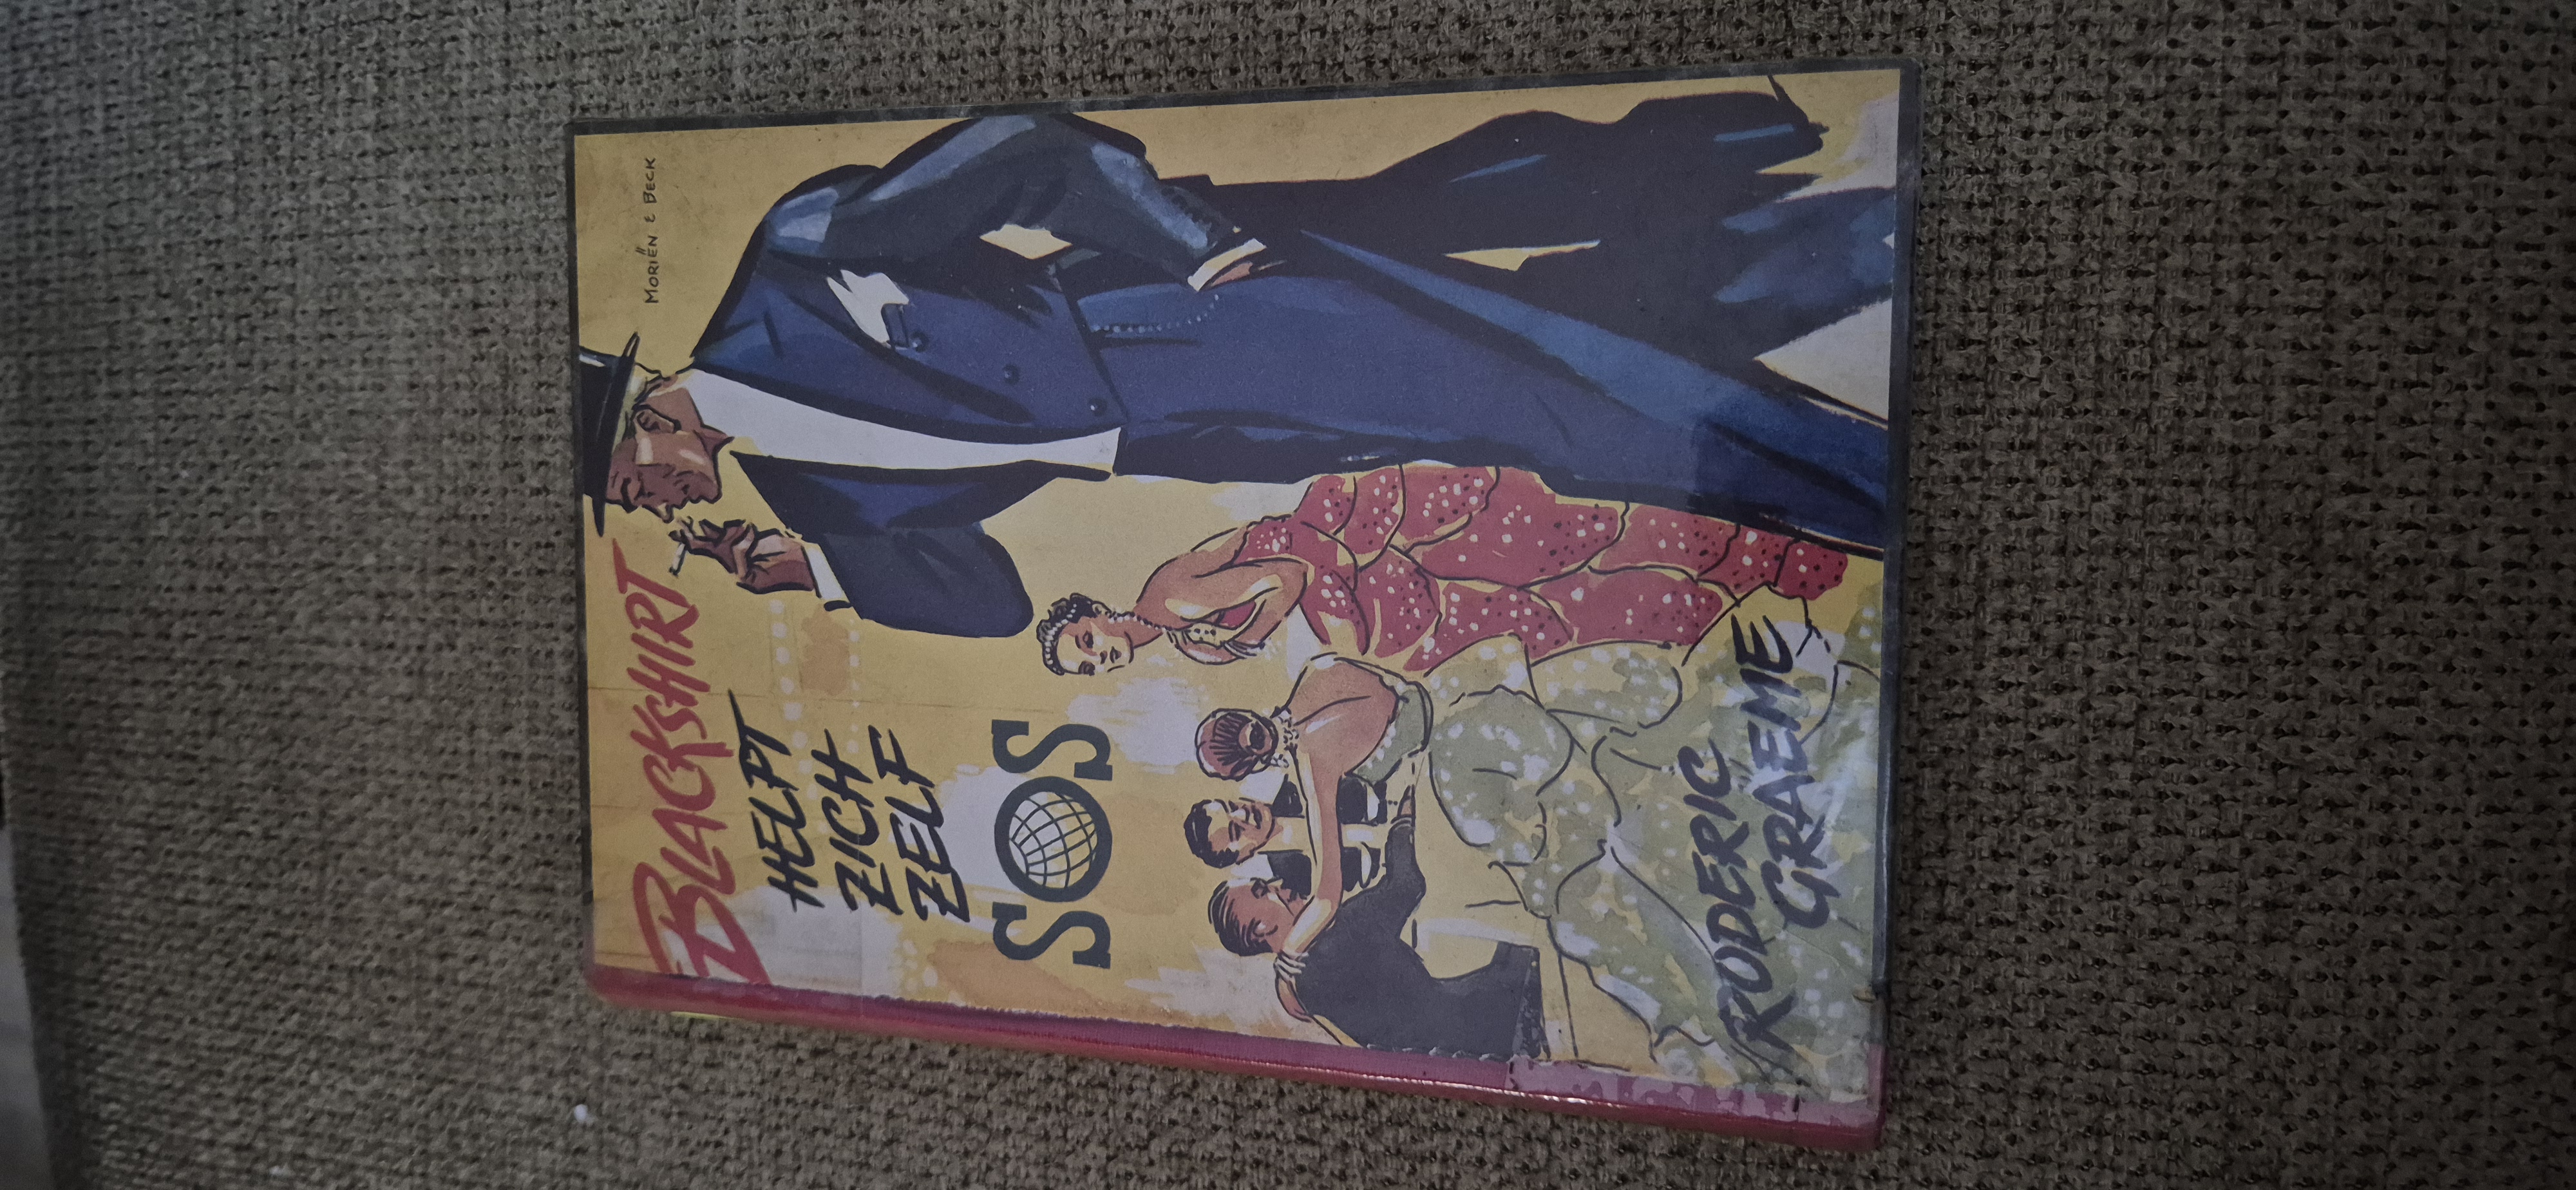 MORIËN & BECK
BLACKSHIRT
HELPT
ZICH
ZELF
SOS
RODERIC
GRAEME